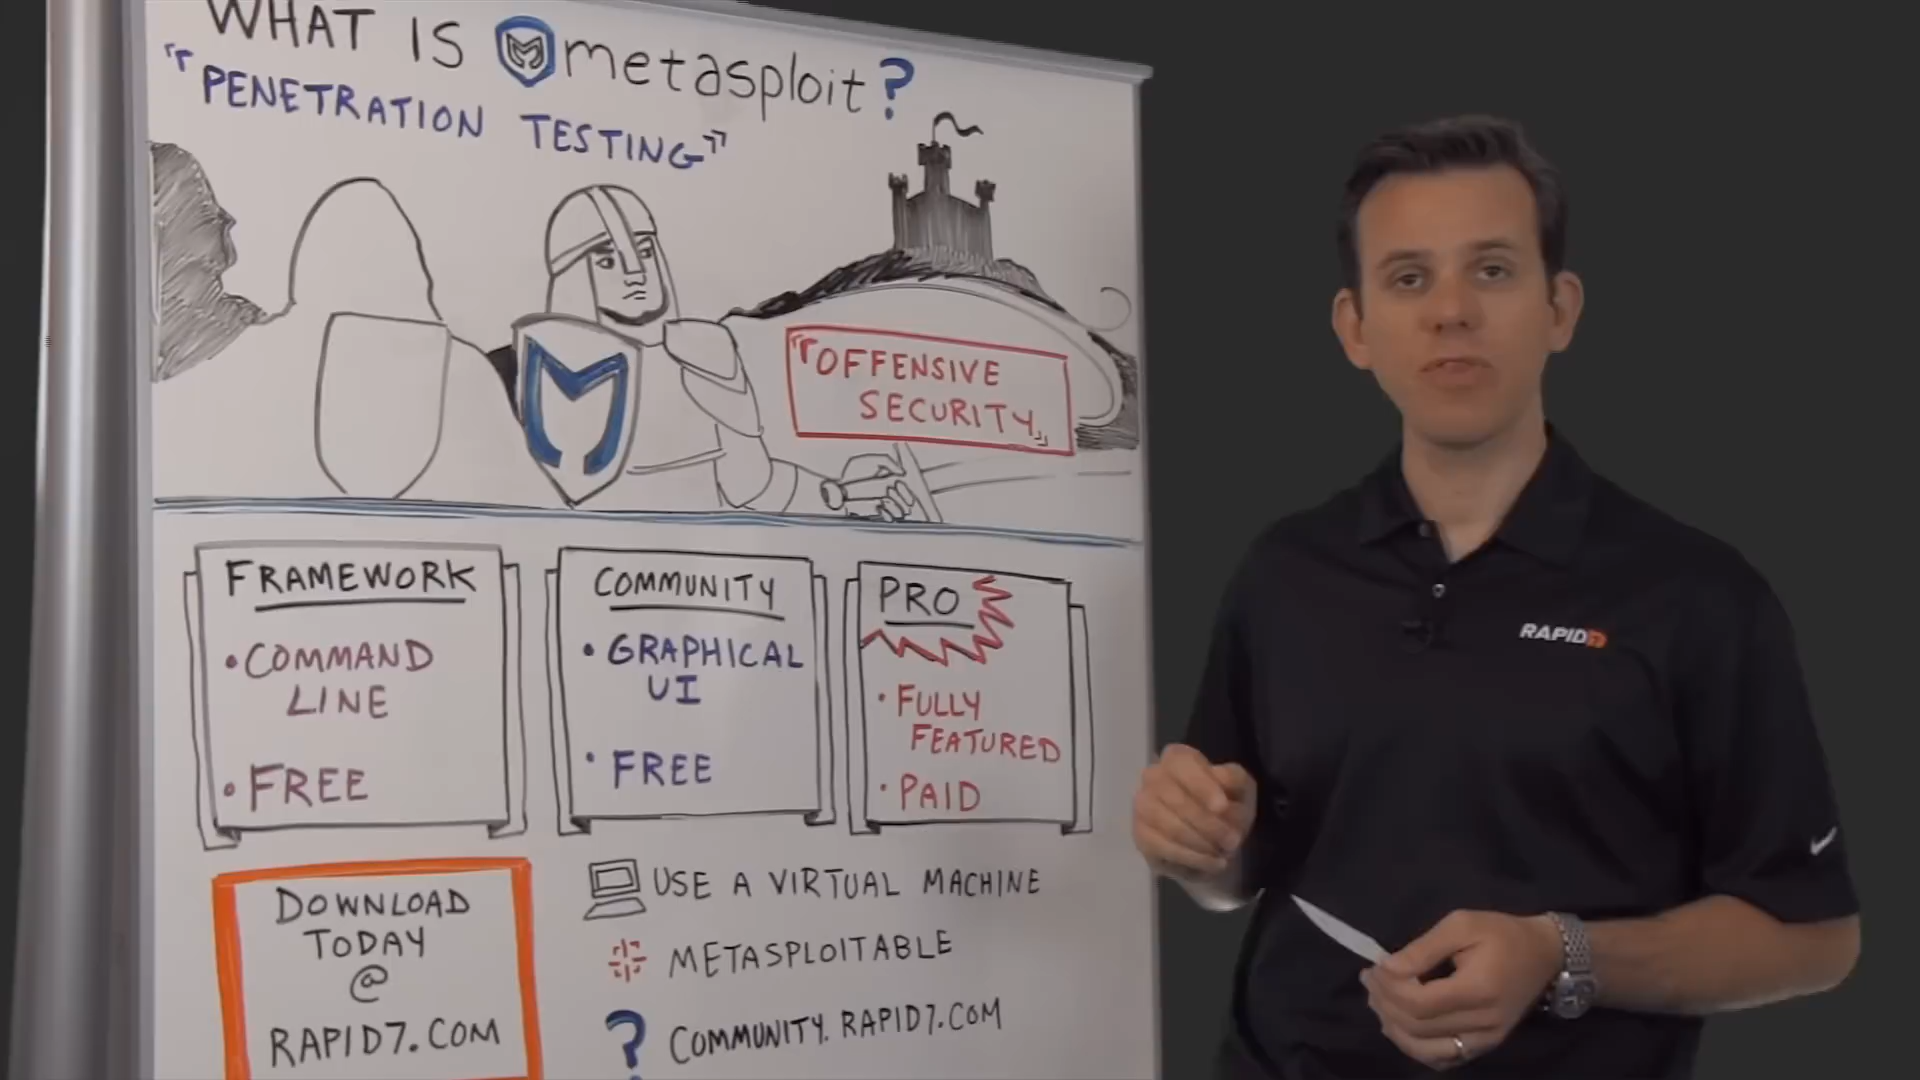 WHAT IS metasploit?
"PENETRATION TESTING"
"OFFENSIVE
SECURITY"
FRAMEWORK
• COMMAND
LINE
• FREE
COMMUNITY
• GRAPHICAL
UI
• FREE
PRO
• FULLY
FEATURED
• PAID
DOWNLOAD
TODAY
@
RAPID7.COM
USE A VIRTUAL MACHINE
METASPLOITABLE
? COMMUNITY.RAPID7.COM
RAPID7